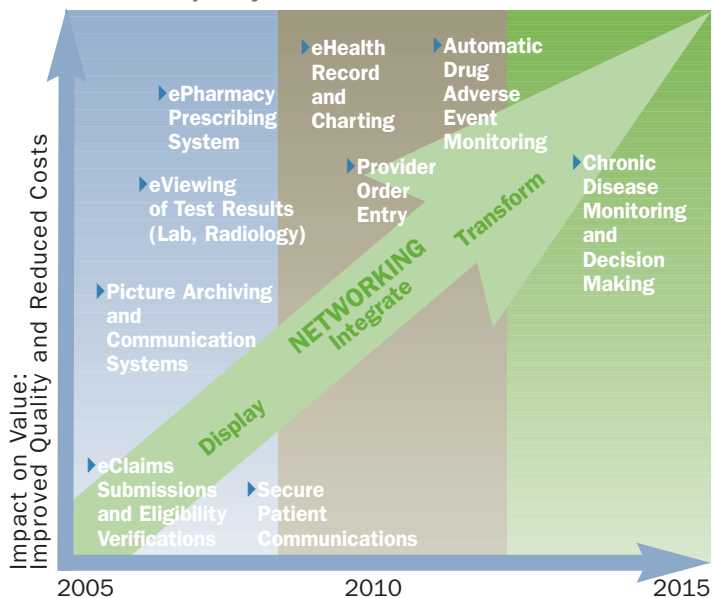 eHealth
Record
and
Charting
Automatic
Drug
Adverse
Event
Monitoring
ePharmacy
Prescribing
System
Provider
Order
Entry
Chronic
Disease
Monitoring
and
Decision
Making
eViewing
of Test Results
(Lab, Radiology)
Picture Archiving
and
Communication
Systems
Transform
NETWORKING
Integrate
Display
eClaims
Submissions
and Eligibility
Verifications
Secure
Patient
Communications
Impact on Value:
Improved Quality and Reduced Costs
2005
2010
2015